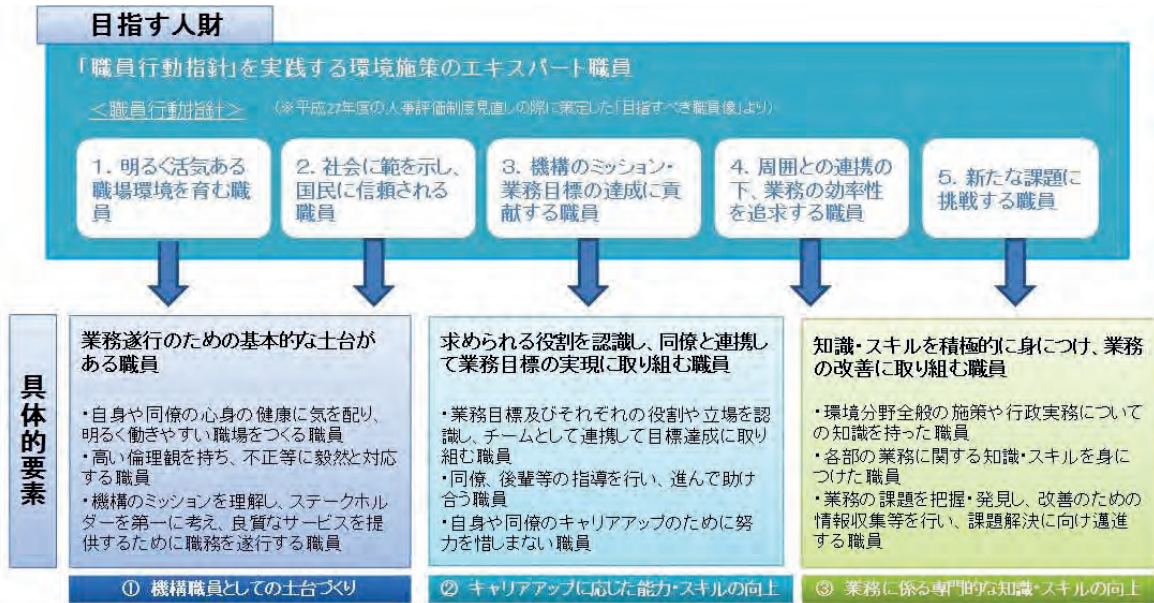 目指す人財
「職員行動指針」を実践する環境施策のエキスパート職員
＜職員行動指針＞ （※平成27年度の人事評価制度見直しの際に策定した「目指すべき職員像」より）
1. 明るく活気ある
職場環境を育む職
員
2. 社会に範を示し、
国民に信頼される
職員
3. 機構のミッション・
業務目標の達成に貢
献する職員
4. 周囲との連携の
下、業務の効率性
を追求する職員
5. 新たな課題に
挑戦する職員
具体的要素
業務遂行のための基本的な土台が
ある職員
・自身や同僚の心身の健康に気を配り、
明るく働きやすい職場をつくる職員
・高い倫理観を持ち、不正等に毅然と対応
する職員
・機構のミッションを理解し、ステークホル
ダーを第一に考え、良質なサービスを提
供するために職務を遂行する職員
① 機構職員としての土台づくり
求められる役割を認識し、同僚と連携し
て業務目標の実現に取り組む職員
・業務目標及びそれぞれの役割や立場を認
識し、チームとして連携して目標達成に取り
組む職員
・同僚、後輩等の指導を行い、進んで助け
合う職員
・自身や同僚のキャリアアップのために努
力を惜しまない職員
② キャリアアップに応じた能力・スキルの向上
知識・スキルを積極的に身につけ、業務
の改善に取り組む職員
・環境分野全般の施策や行政実務について
の知識を持った職員
・各部の業務に関する知識・スキルを身に
つけた職員
・業務の課題を把握・発見し、改善のための
情報収集等を行い、課題解決に向け邁進
する職員
③ 業務に係る専門的な知識・スキルの向上